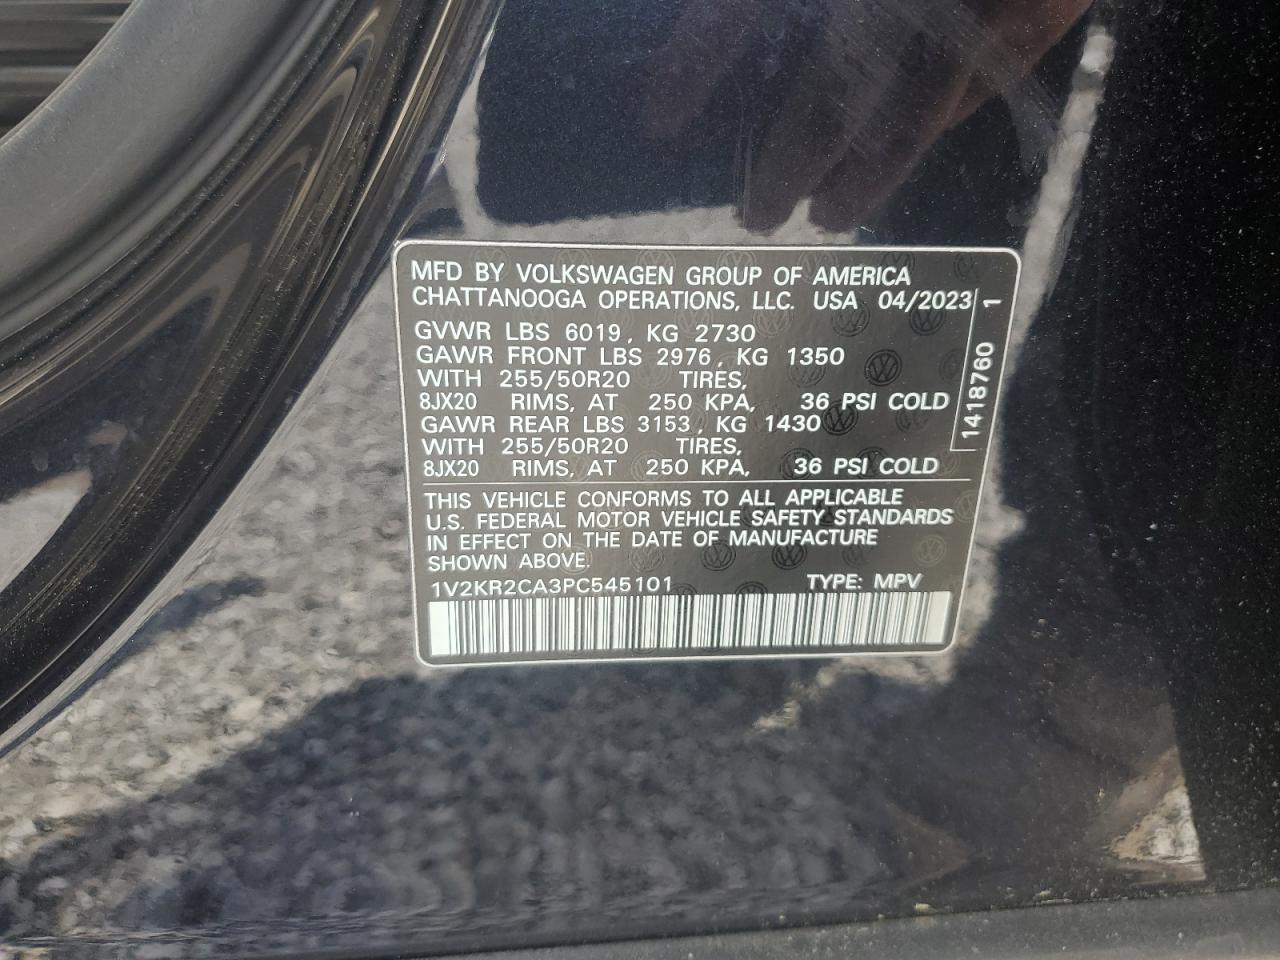 MFD BY VOLKSWAGEN GROUP OF AMERICA
CHATTANOOGA OPERATIONS, LLC. USA 04/2023
GVWR LBS 6019, KG 2730
GAWR FRONT LBS 2976, KG 1350
WITH 255/50R20 TIRES,
8JX20 RIMS, AT 250 KPA, 36 PSI COLD
GAWR REAR LBS 3153, KG 1430
WITH 255/50R20 TIRES,
8JX20 RIMS, AT 250 KPA, 36 PSI COLD
1418760 1
THIS VEHICLE CONFORMS TO ALL APPLICABLE
U.S. FEDERAL MOTOR VEHICLE SAFETY STANDARDS
IN EFFECT ON THE DATE OF MANUFACTURE
SHOWN ABOVE.
1V2KR2CA3PC545101 TYPE: MPV